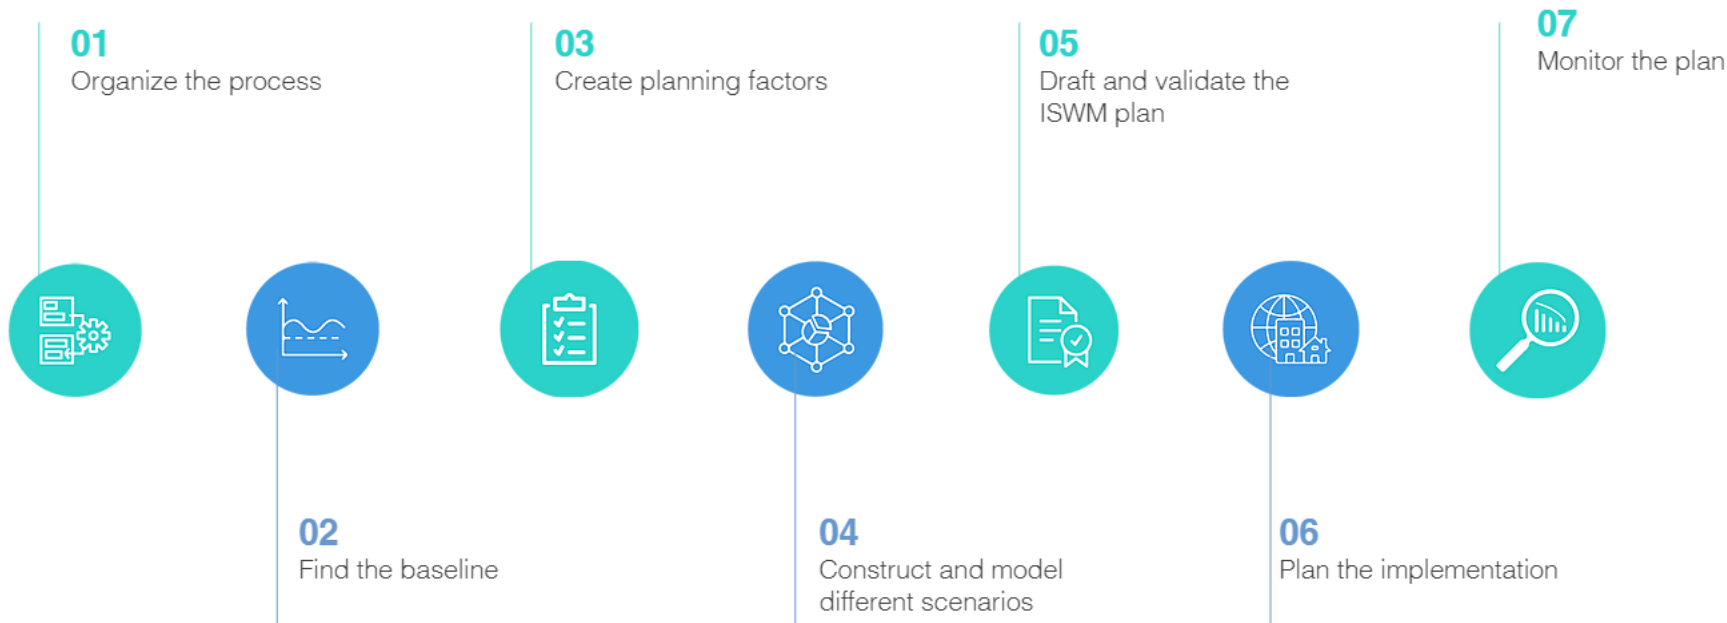 01
Organize the process
02
Find the baseline
03
Create planning factors
04
Construct and model
different scenarios
05
Draft and validate the
ISWM plan
06
Plan the implementation
07
Monitor the plan